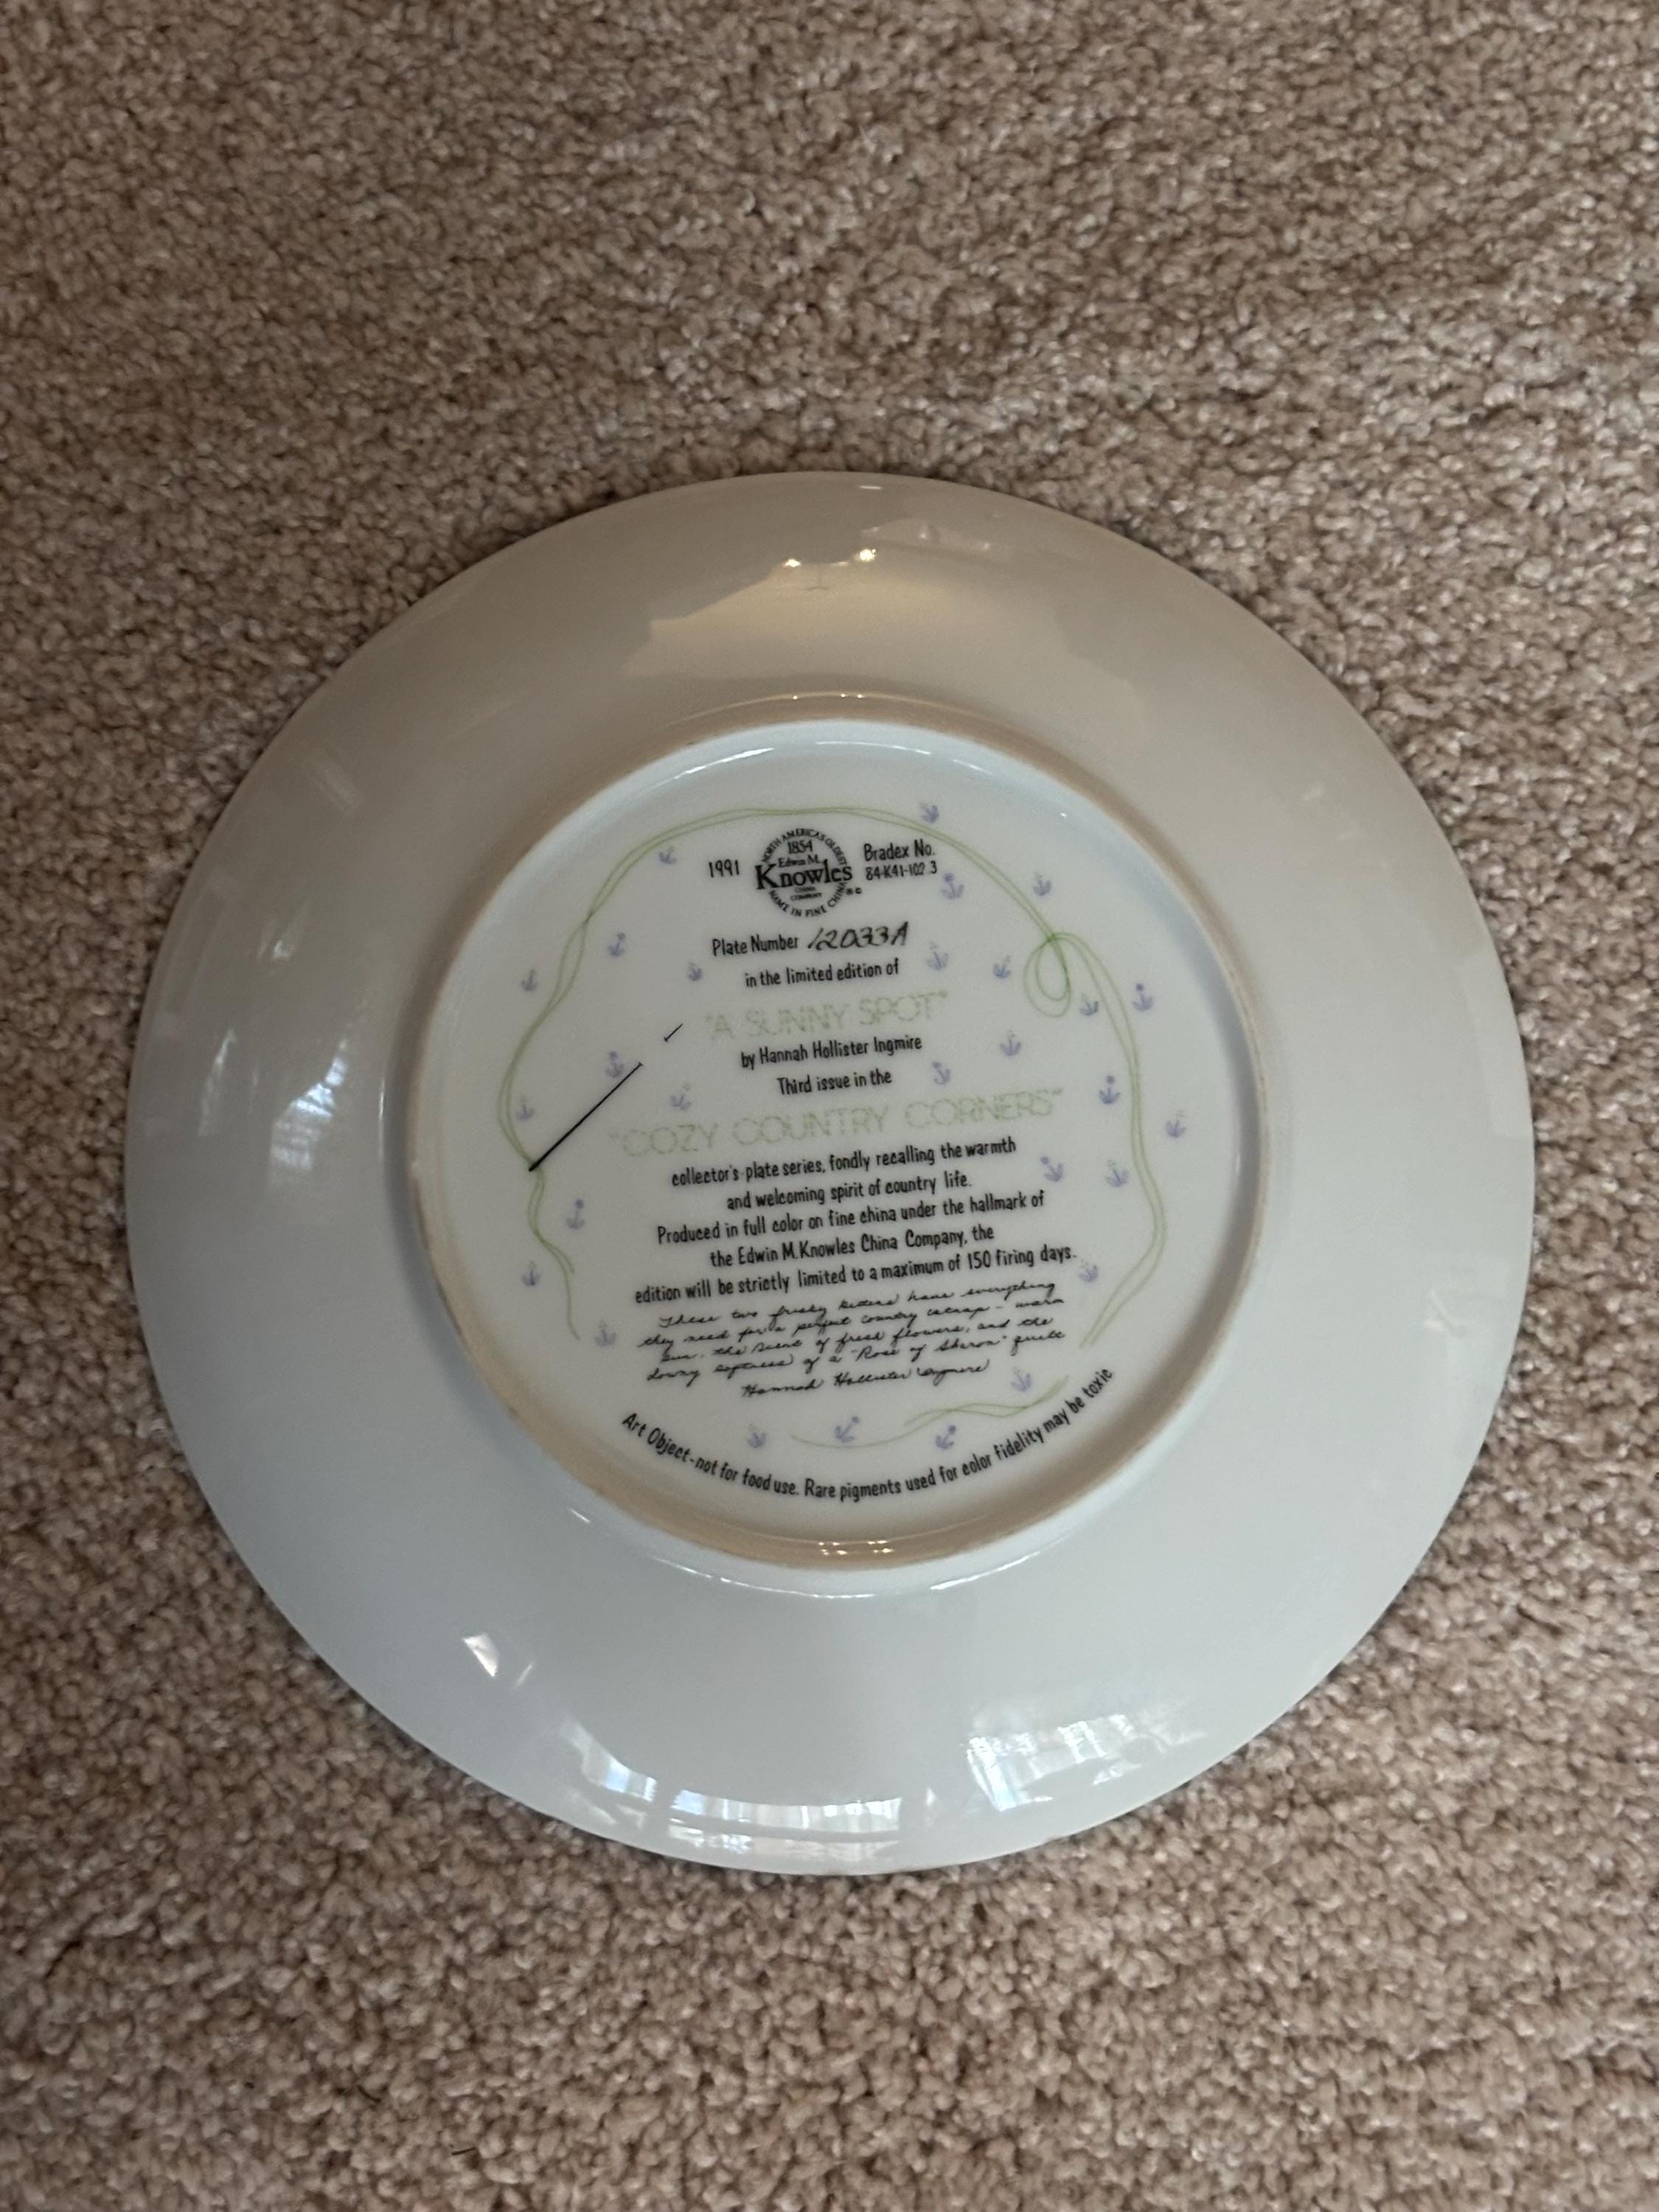 1991
NORTH AMERICA'S OLDEST
1854
Edwin M.
Knowles
CHINA
COMPANY
NAME IN FINE CHINA
® ©
Bradex No.
84-K41-102.3
Plate Number 12033A
in the limited edition of
"A SUNNY SPOT"
by Hannah Hollister Ingmire
Third issue in the
"COZY COUNTRY CORNERS"
collector's plate series, fondly recalling the warmth
and welcoming spirit of country life.
Produced in full color on fine china under the hallmark of
the Edwin M. Knowles China Company, the
edition will be strictly limited to a maximum of 150 firing days.
These two frisky kittens have everything
they need for a perfect country catnap - warm
sun, the scent of fresh flowers, and the
downy softness of a "Rose of Sharon" quilt
Hannah Hollister Ingmire
Art Object-not for food use. Rare pigments used for color fidelity may be toxic